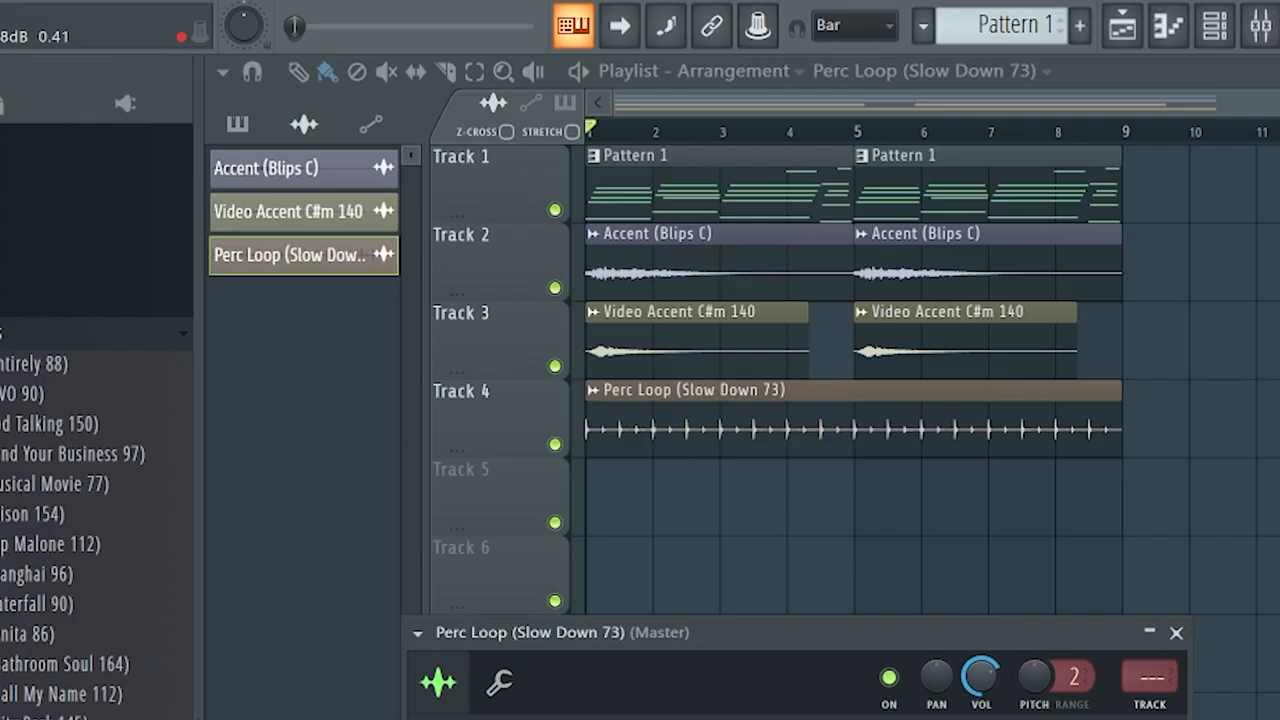 8dB 0.41
Bar
Pattern 1
+
Playlist - Arrangement Perc Loop (Slow Down 73)
Z-CROSS STRETCH
2 3 4 5 6 7 8 9 10 11
Accent (Blips C)
Video Accent C#m 140
Perc Loop (Slow Dow..
Track 1
Pattern 1 Pattern 1
Track 2
Accent (Blips C) Accent (Blips C)
Track 3
Video Accent C#m 140 Video Accent C#m 140
Track 4
Perc Loop (Slow Down 73)
Track 5
Track 6
ntirely 88)
VO 90)
d Talking 150)
nd Your Business 97)
usical Movie 77)
ison 154)
p Malone 112)
anghai 96)
aterfall 90)
nita 86)
Bathroom Soul 164)
all My Name 112)
Perc Loop (Slow Down 73) (Master)
2 ---
ON PAN VOL PITCH RANGE TRACK